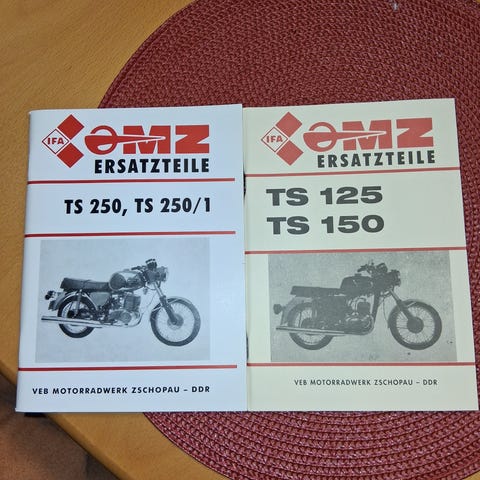 IFA MZ
ERSATZTEILE
TS 250, TS 250/1
VEB MOTORRADWERK ZSCHOPAU – DDR
IFA MZ
ERSATZTEILE
TS 125
TS 150
VEB MOTORRADWERK ZSCHOPAU – DDR